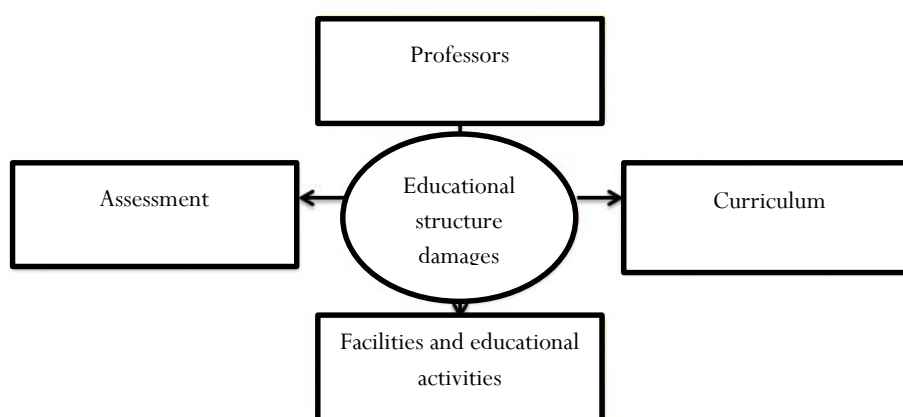 Professors
Assessment
Educational
structure
damages
Curriculum
Facilities and educational
activities